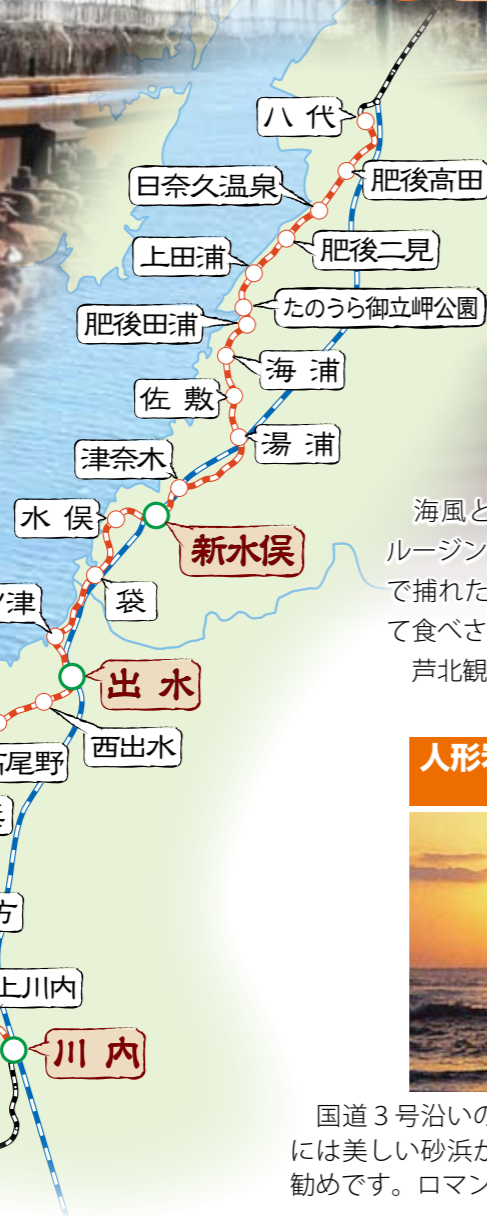 八代
肥後高田
日奈久温泉
肥後二見
上田浦
たのうら御立岬公園
肥後田浦
海浦
佐敷
湯浦
津奈木
水俣
新水俣
袋
津
出水
西出水
尾野
方
上川内
川内
海風と
ルージン
で捕れた
て食べさ
芦北観
人形
国道3号沿いの
には美しい砂浜が
勧めです。ロマン